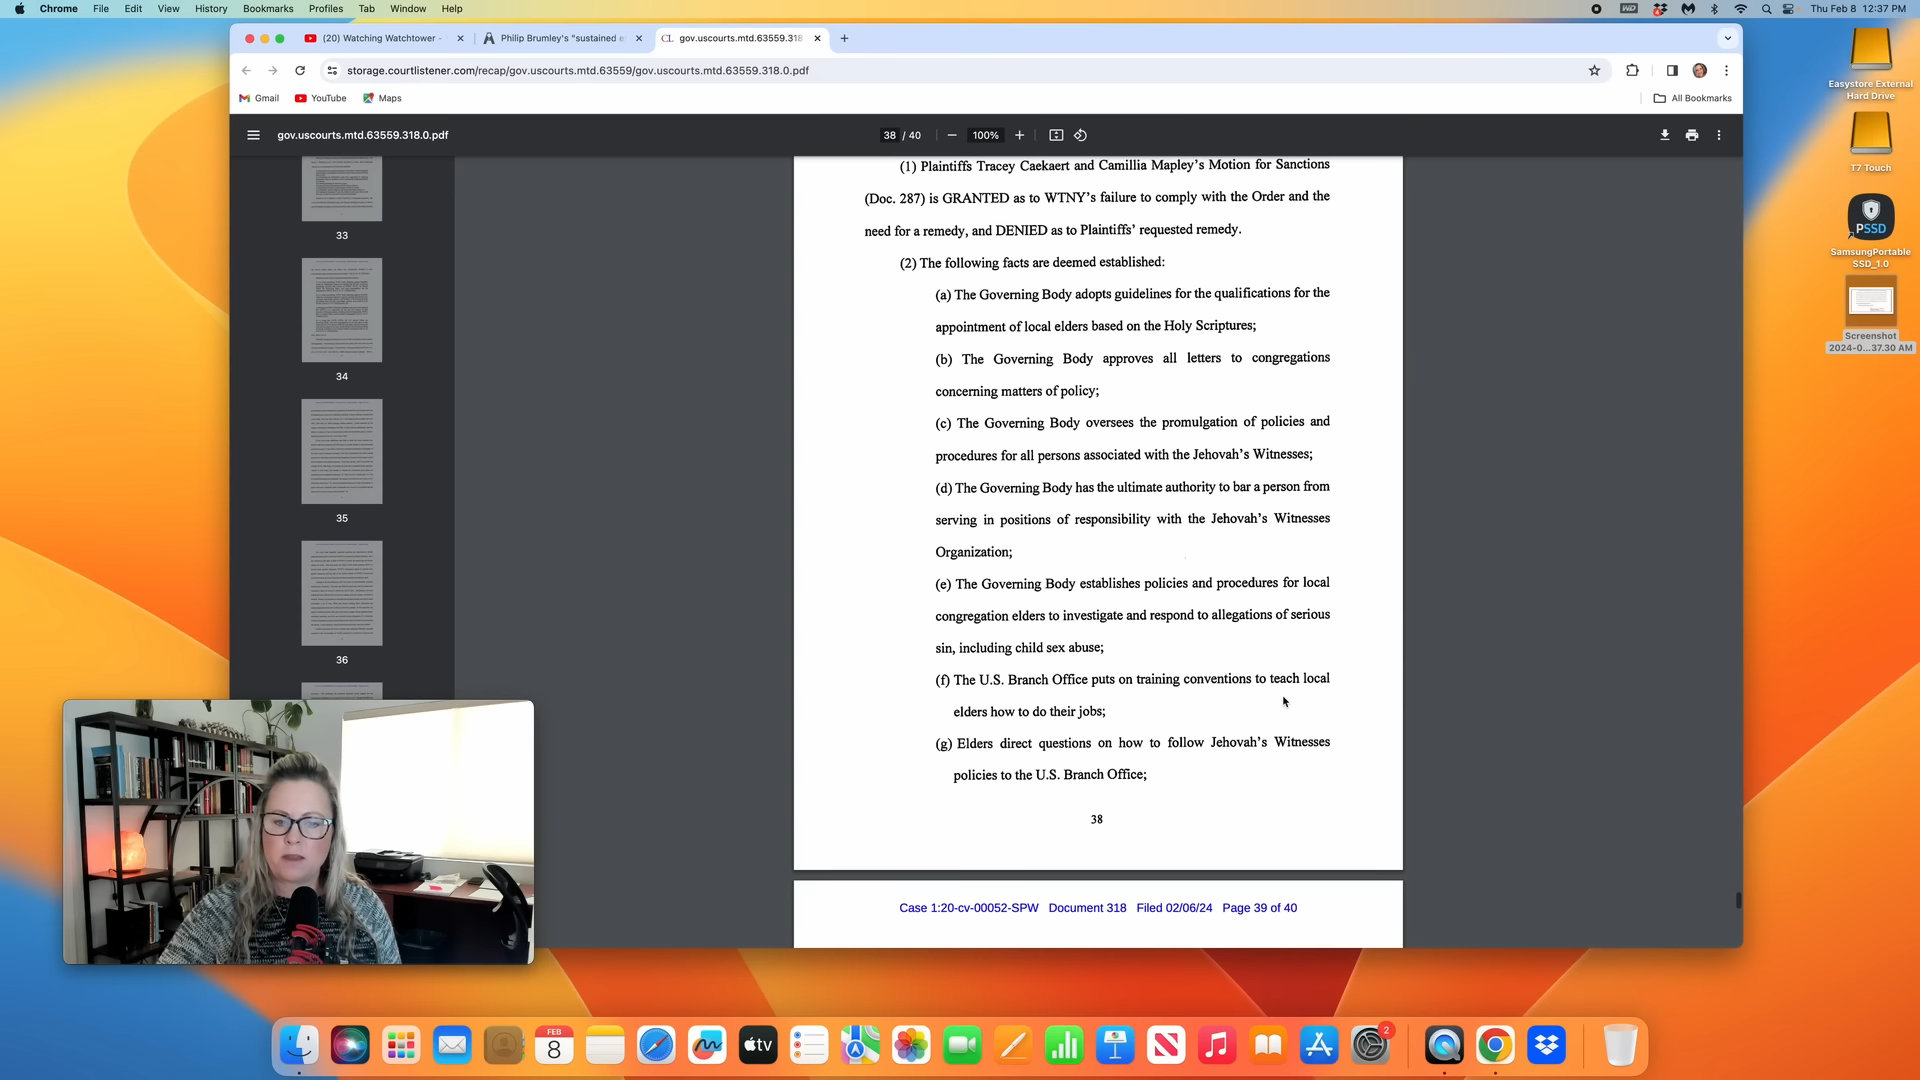 Chrome File Edit View History Bookmarks Profiles Tab Window Help
Thu Feb 8 12:37 PM
(20) Watching Watchtower -
Philip Brumley's "sustained e
CL gov.uscourts.mtd.63559.318
storage.courtlistener.com/recap/gov.uscourts.mtd.63559/gov.uscourts.mtd.63559.318.0.pdf
Gmail YouTube Maps
All Bookmarks
gov.uscourts.mtd.63559.318.0.pdf
38 / 40
100%
33
34
35
36
(1) Plaintiffs Tracey Caekaert and Camillia Mapley's Motion for Sanctions
(Doc. 287) is GRANTED as to WTNY's failure to comply with the Order and the
need for a remedy, and DENIED as to Plaintiffs' requested remedy.
(2) The following facts are deemed established:
(a) The Governing Body adopts guidelines for the qualifications for the
appointment of local elders based on the Holy Scriptures;
(b) The Governing Body approves all letters to congregations
concerning matters of policy;
(c) The Governing Body oversees the promulgation of policies and
procedures for all persons associated with the Jehovah's Witnesses;
(d) The Governing Body has the ultimate authority to bar a person from
serving in positions of responsibility with the Jehovah's Witnesses
Organization;
(e) The Governing Body establishes policies and procedures for local
congregation elders to investigate and respond to allegations of serious
sin, including child sex abuse;
(f) The U.S. Branch Office puts on training conventions to teach local
elders how to do their jobs;
(g) Elders direct questions on how to follow Jehovah's Witnesses
policies to the U.S. Branch Office;
38
Case 1:20-cv-00052-SPW Document 318 Filed 02/06/24 Page 39 of 40
Easystore External
Hard Drive
T7 Touch
PSSD
SamsungPortable
SSD_1.0
Screenshot
2024-0...37.30 AM
FEB
8
tv
2